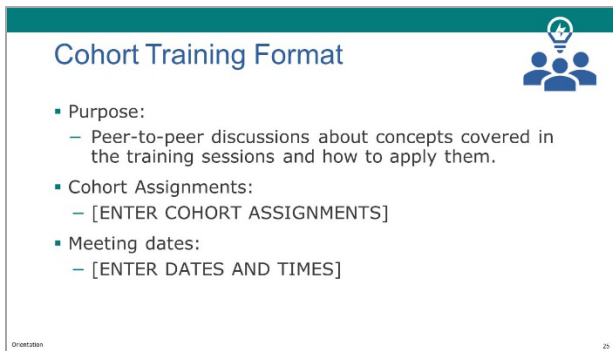 Cohort Training Format
▪ Purpose:
– Peer-to-peer discussions about concepts covered in
the training sessions and how to apply them.
▪ Cohort Assignments:
– [ENTER COHORT ASSIGNMENTS]
▪ Meeting dates:
– [ENTER DATES AND TIMES]
Orientation
25